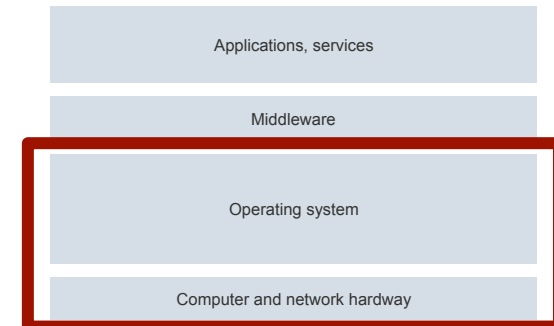 Applications, services
Middleware
Operating system
Computer and network hardway